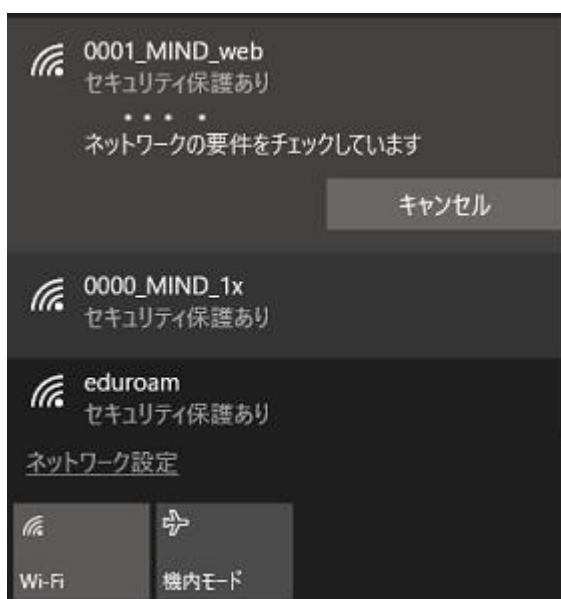 0001_MIND_web
セキュリティ保護あり
ネットワークの要件をチェックしています
キャンセル
0000_MIND_1x
セキュリティ保護あり
eduroam
セキュリティ保護あり
ネットワーク設定
Wi-Fi
機内モード